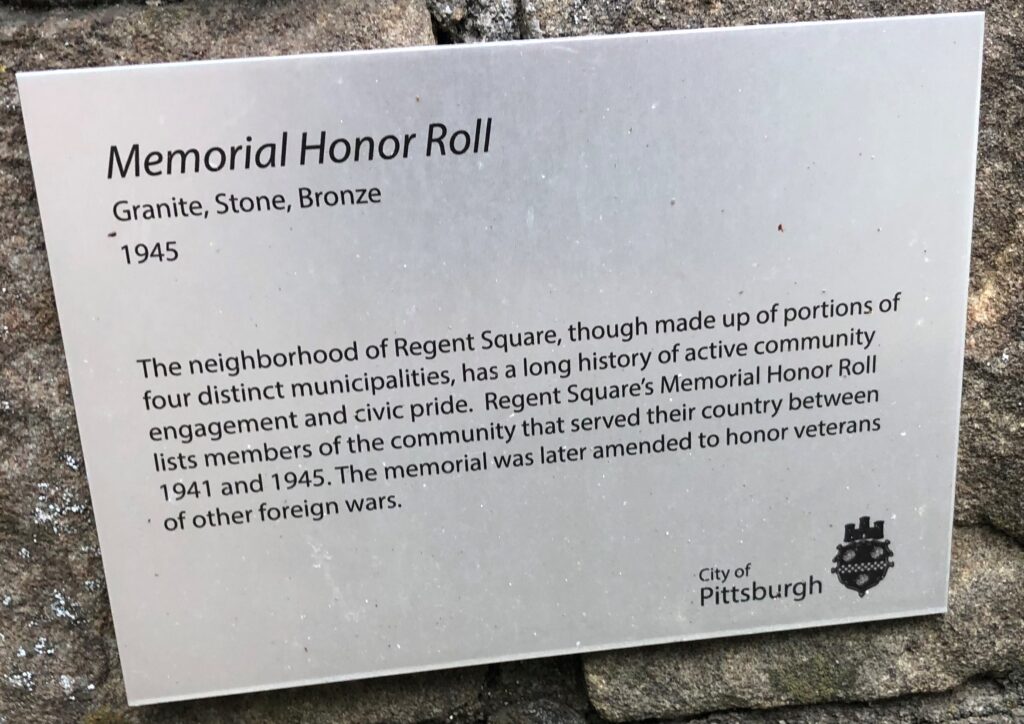 Memorial Honor Roll
Granite, Stone, Bronze
1945
The neighborhood of Regent Square, though made up of portions of
four distinct municipalities, has a long history of active community
engagement and civic pride.  Regent Square's Memorial Honor Roll
lists members of the community that served their country between
1941 and 1945. The memorial was later amended to honor veterans
of other foreign wars.
City of
Pittsburgh